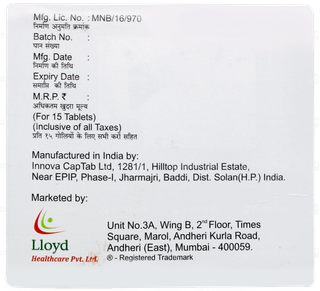 Mfg. Lic. No. : MNB/16/970
निर्माण अनुमति क्रमांक
Batch No. :
घान संख्या
Mfg. Date :
निर्माण की तिथि
Expiry Date :
समाप्ति की तिथि
M.R.P. ₹ :
अधिकतम खुदरा मूल्य
(For 15 Tablets)
(Inclusive of all Taxes)
प्रति १५ गोलियों के लिए सभी करों सहित
Manufactured in India by:
Innova CapTab Ltd, 1281/1, Hilltop Industrial Estate,
Near EPIP, Phase-I, Jharmajri, Baddi, Dist. Solan(H.P.) India.
Marketed by:
Lloyd
Healthcare Pvt. Ltd.
Unit No.3A, Wing B, 2nd Floor, Times
Square, Marol, Andheri Kurla Road,
Andheri (East), Mumbai - 400059.
® - Registered Trademark